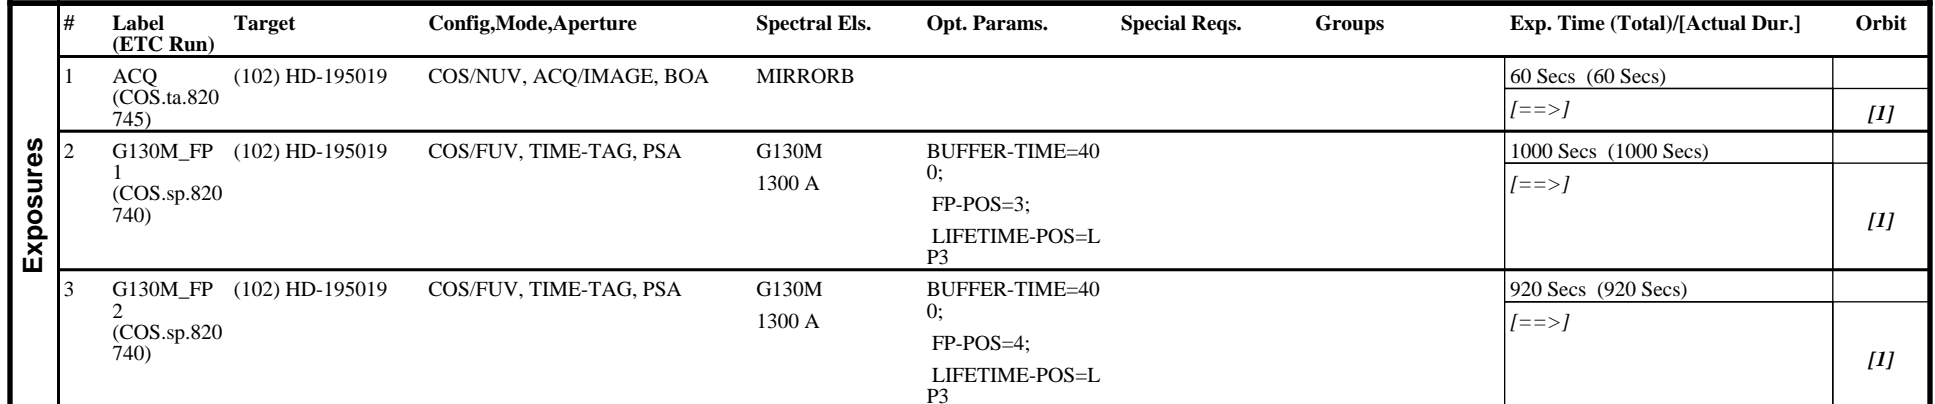 # Label Target Config,Mode,Aperture Spectral Els. Opt. Params. Special Reqs. Groups Exp. Time (Total)/[Actual Dur.] Orbit
(ETC Run)
Exposures
1 ACQ (102) HD-195019 COS/NUV, ACQ/IMAGE, BOA MIRRORB 60 Secs (60 Secs)
(COS.ta.820 [==>]
745) [1]
2 G130M_FP (102) HD-195019 COS/FUV, TIME-TAG, PSA G130M BUFFER-TIME=40 1000 Secs (1000 Secs)
1 0;
1300 A [==>]
(COS.sp.820 FP-POS=3;
740) [1]
LIFETIME-POS=L
P3
3 G130M_FP (102) HD-195019 COS/FUV, TIME-TAG, PSA G130M BUFFER-TIME=40 920 Secs (920 Secs)
2 0;
1300 A [==>]
(COS.sp.820 FP-POS=4;
740) [1]
LIFETIME-POS=L
P3